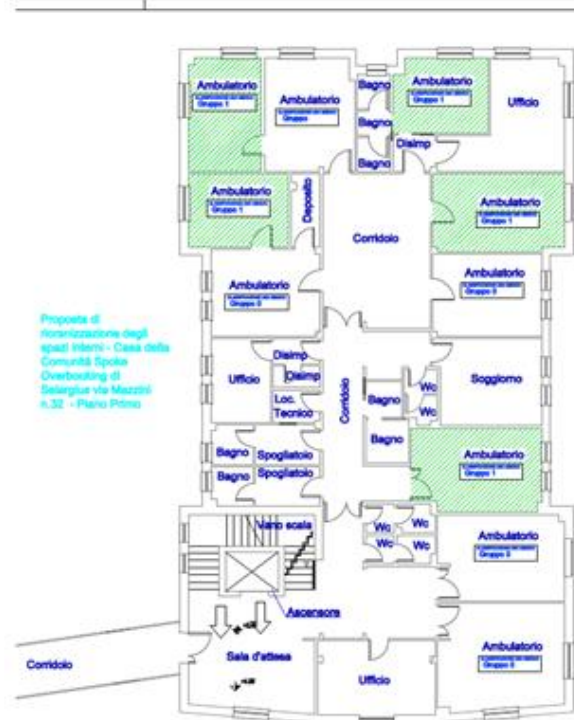 Ambulatorio
Gruppo 1
Ambulatorio
Gruppo
Bagno
Bagno
Bagno
Ambulatorio
Gruppo 1
Ufficio
Disimp
Ambulatorio
Gruppo 1
Deposito
Corridoio
Ambulatorio
Gruppo 1
Ambulatorio
Gruppo 0
Ambulatorio
Gruppo 0
Proposta di
riorganizzazione degli
spazi interni - Casa della
Comunità Spoke
Overbooking di
Selargius via Mazzini
n.32 - Piano Primo
Ufficio
Disimp
Disimp
Loc.
Tecnico
Corridoio
Bagno
Wc
Wc
Soggiorno
Bagno
Bagno
Spogliatoio
Bagno
Spogliatoio
Ambulatorio
Gruppo 1
Vano scala
Wc
Wc
Wc
Wc
Ambulatorio
Gruppo 0
Ascensore
Corridoio
Sala d'attesa
Ufficio
Ambulatorio
Gruppo 0